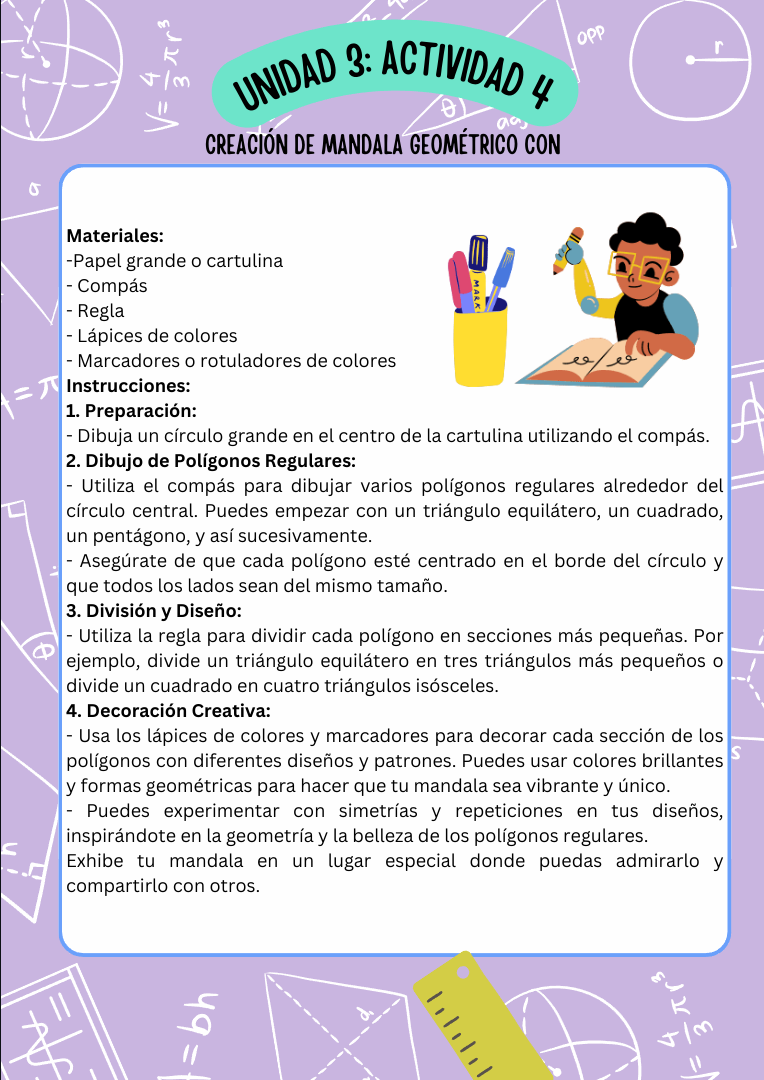 UNIDAD 3: ACTIVIDAD 4
CREACIÓN DE MANDALA GEOMÉTRICO CON
Materiales:
-Papel grande o cartulina
- Compás
- Regla
- Lápices de colores
- Marcadores o rotuladores de colores
Instrucciones:
1. Preparación:
- Dibuja un círculo grande en el centro de la cartulina utilizando el compás.
2. Dibujo de Polígonos Regulares:
- Utiliza el compás para dibujar varios polígonos regulares alrededor del
círculo central. Puedes empezar con un triángulo equilátero, un cuadrado,
un pentágono, y así sucesivamente.
- Asegúrate de que cada polígono esté centrado en el borde del círculo y
que todos los lados sean del mismo tamaño.
3. División y Diseño:
- Utiliza la regla para dividir cada polígono en secciones más pequeñas. Por
ejemplo, divide un triángulo equilátero en tres triángulos más pequeños o
divide un cuadrado en cuatro triángulos isósceles.
4. Decoración Creativa:
- Usa los lápices de colores y marcadores para decorar cada sección de los
polígonos con diferentes diseños y patrones. Puedes usar colores brillantes
y formas geométricas para hacer que tu mandala sea vibrante y único.
- Puedes experimentar con simetrías y repeticiones en tus diseños,
inspirándote en la geometría y la belleza de los polígonos regulares.
Exhibe tu mandala en un lugar especial donde puedas admirarlo y
compartirlo con otros.
r
V = 4/3 πr³
opp
r
θ
a
MARK
θ
h
= bh
d₁